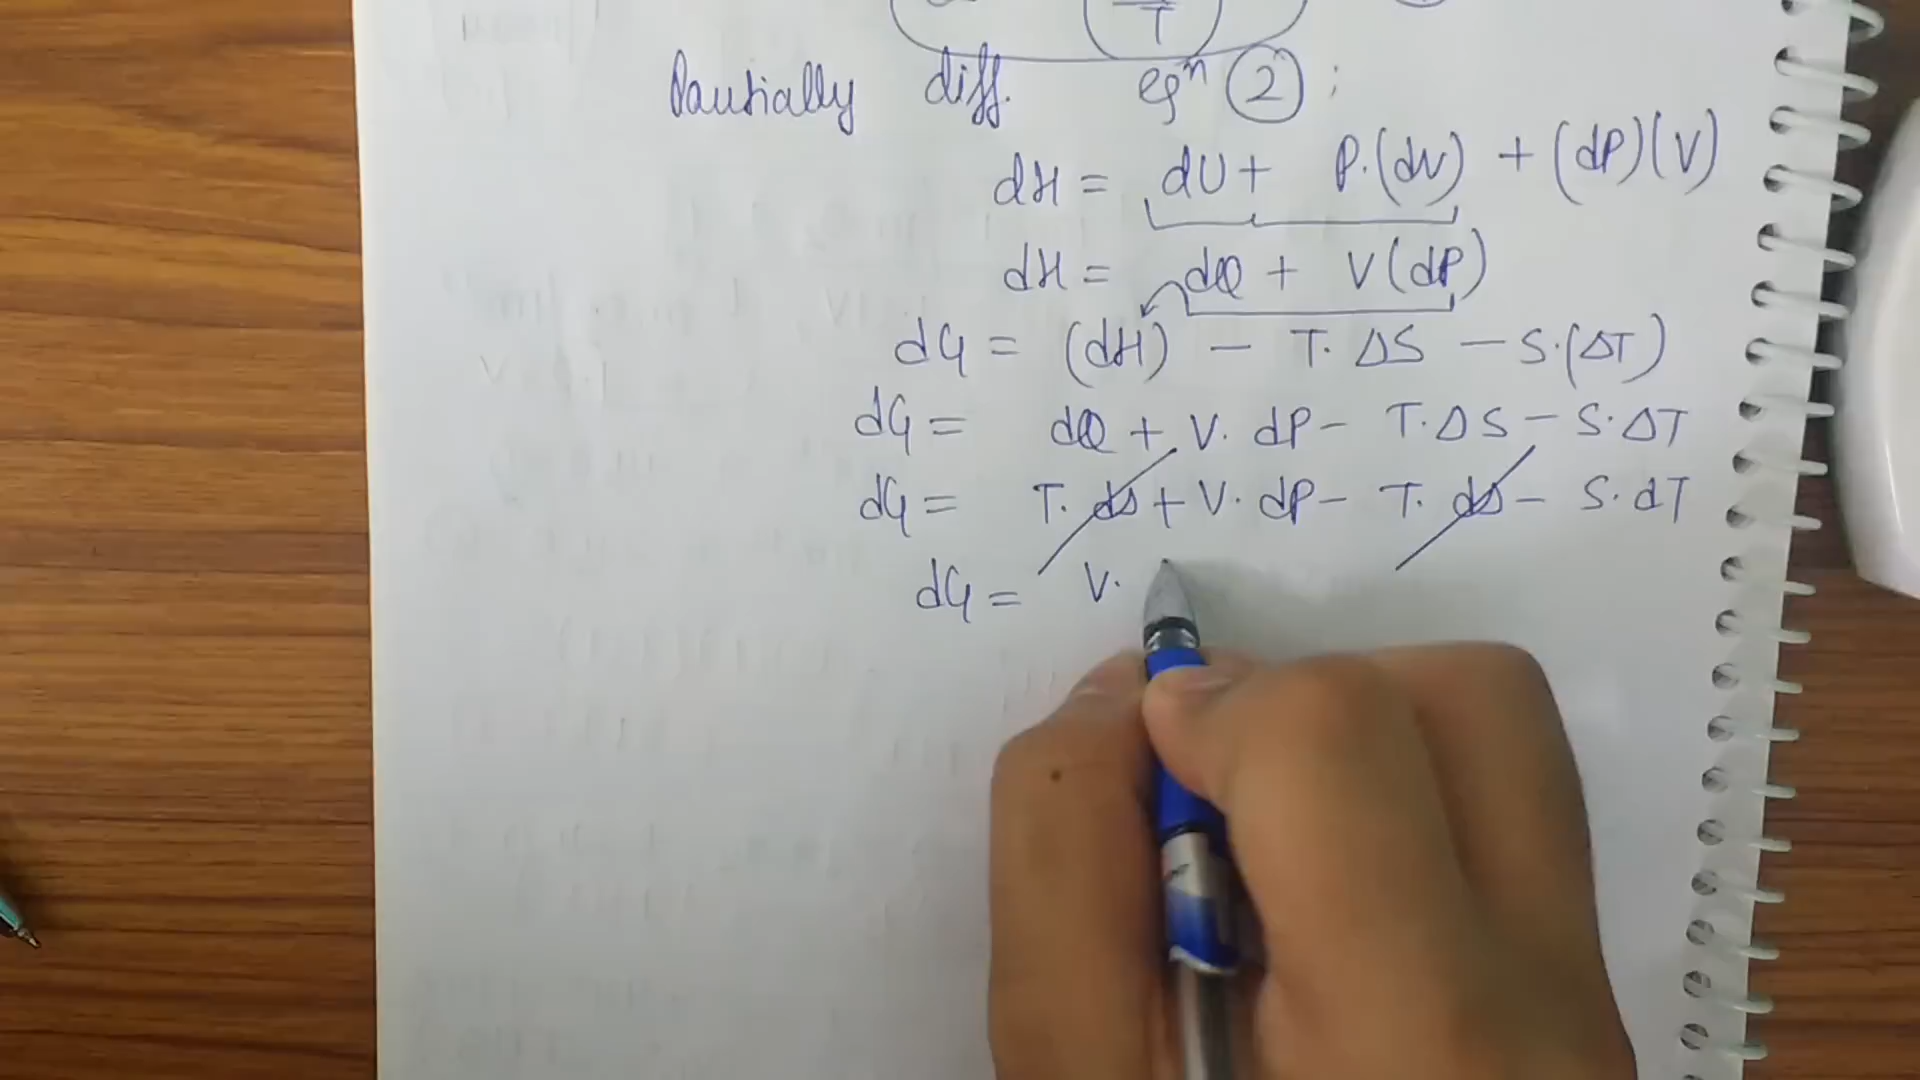 T
Partially diff. eqn (2) ;
dH = dU + P.(dV) + (dP)(V)
dH = dQ + V(dP)
dG = (dH) - T. ΔS - S.(ΔT)
dG = dQ + V. dP - T. ΔS - S. ΔT
dG = T. ds + V. dP - T. ds - S. dT
dG = V.